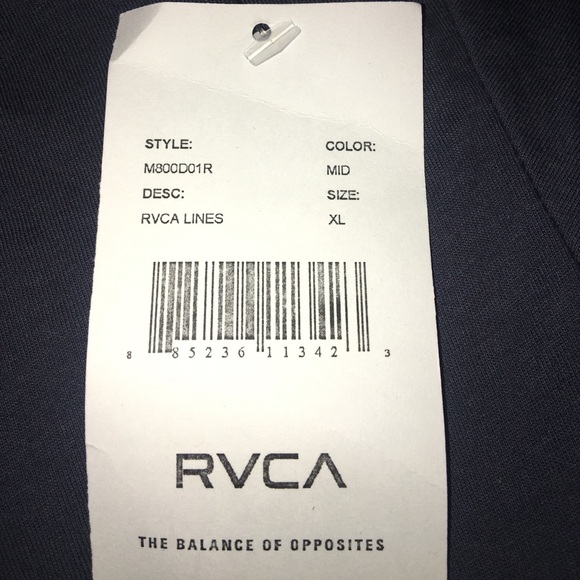 STYLE: COLOR:
M800D01R MID
DESC: SIZE:
RVCA LINES XL
8 85236 11342 3
RVCA
THE BALANCE OF OPPOSITES